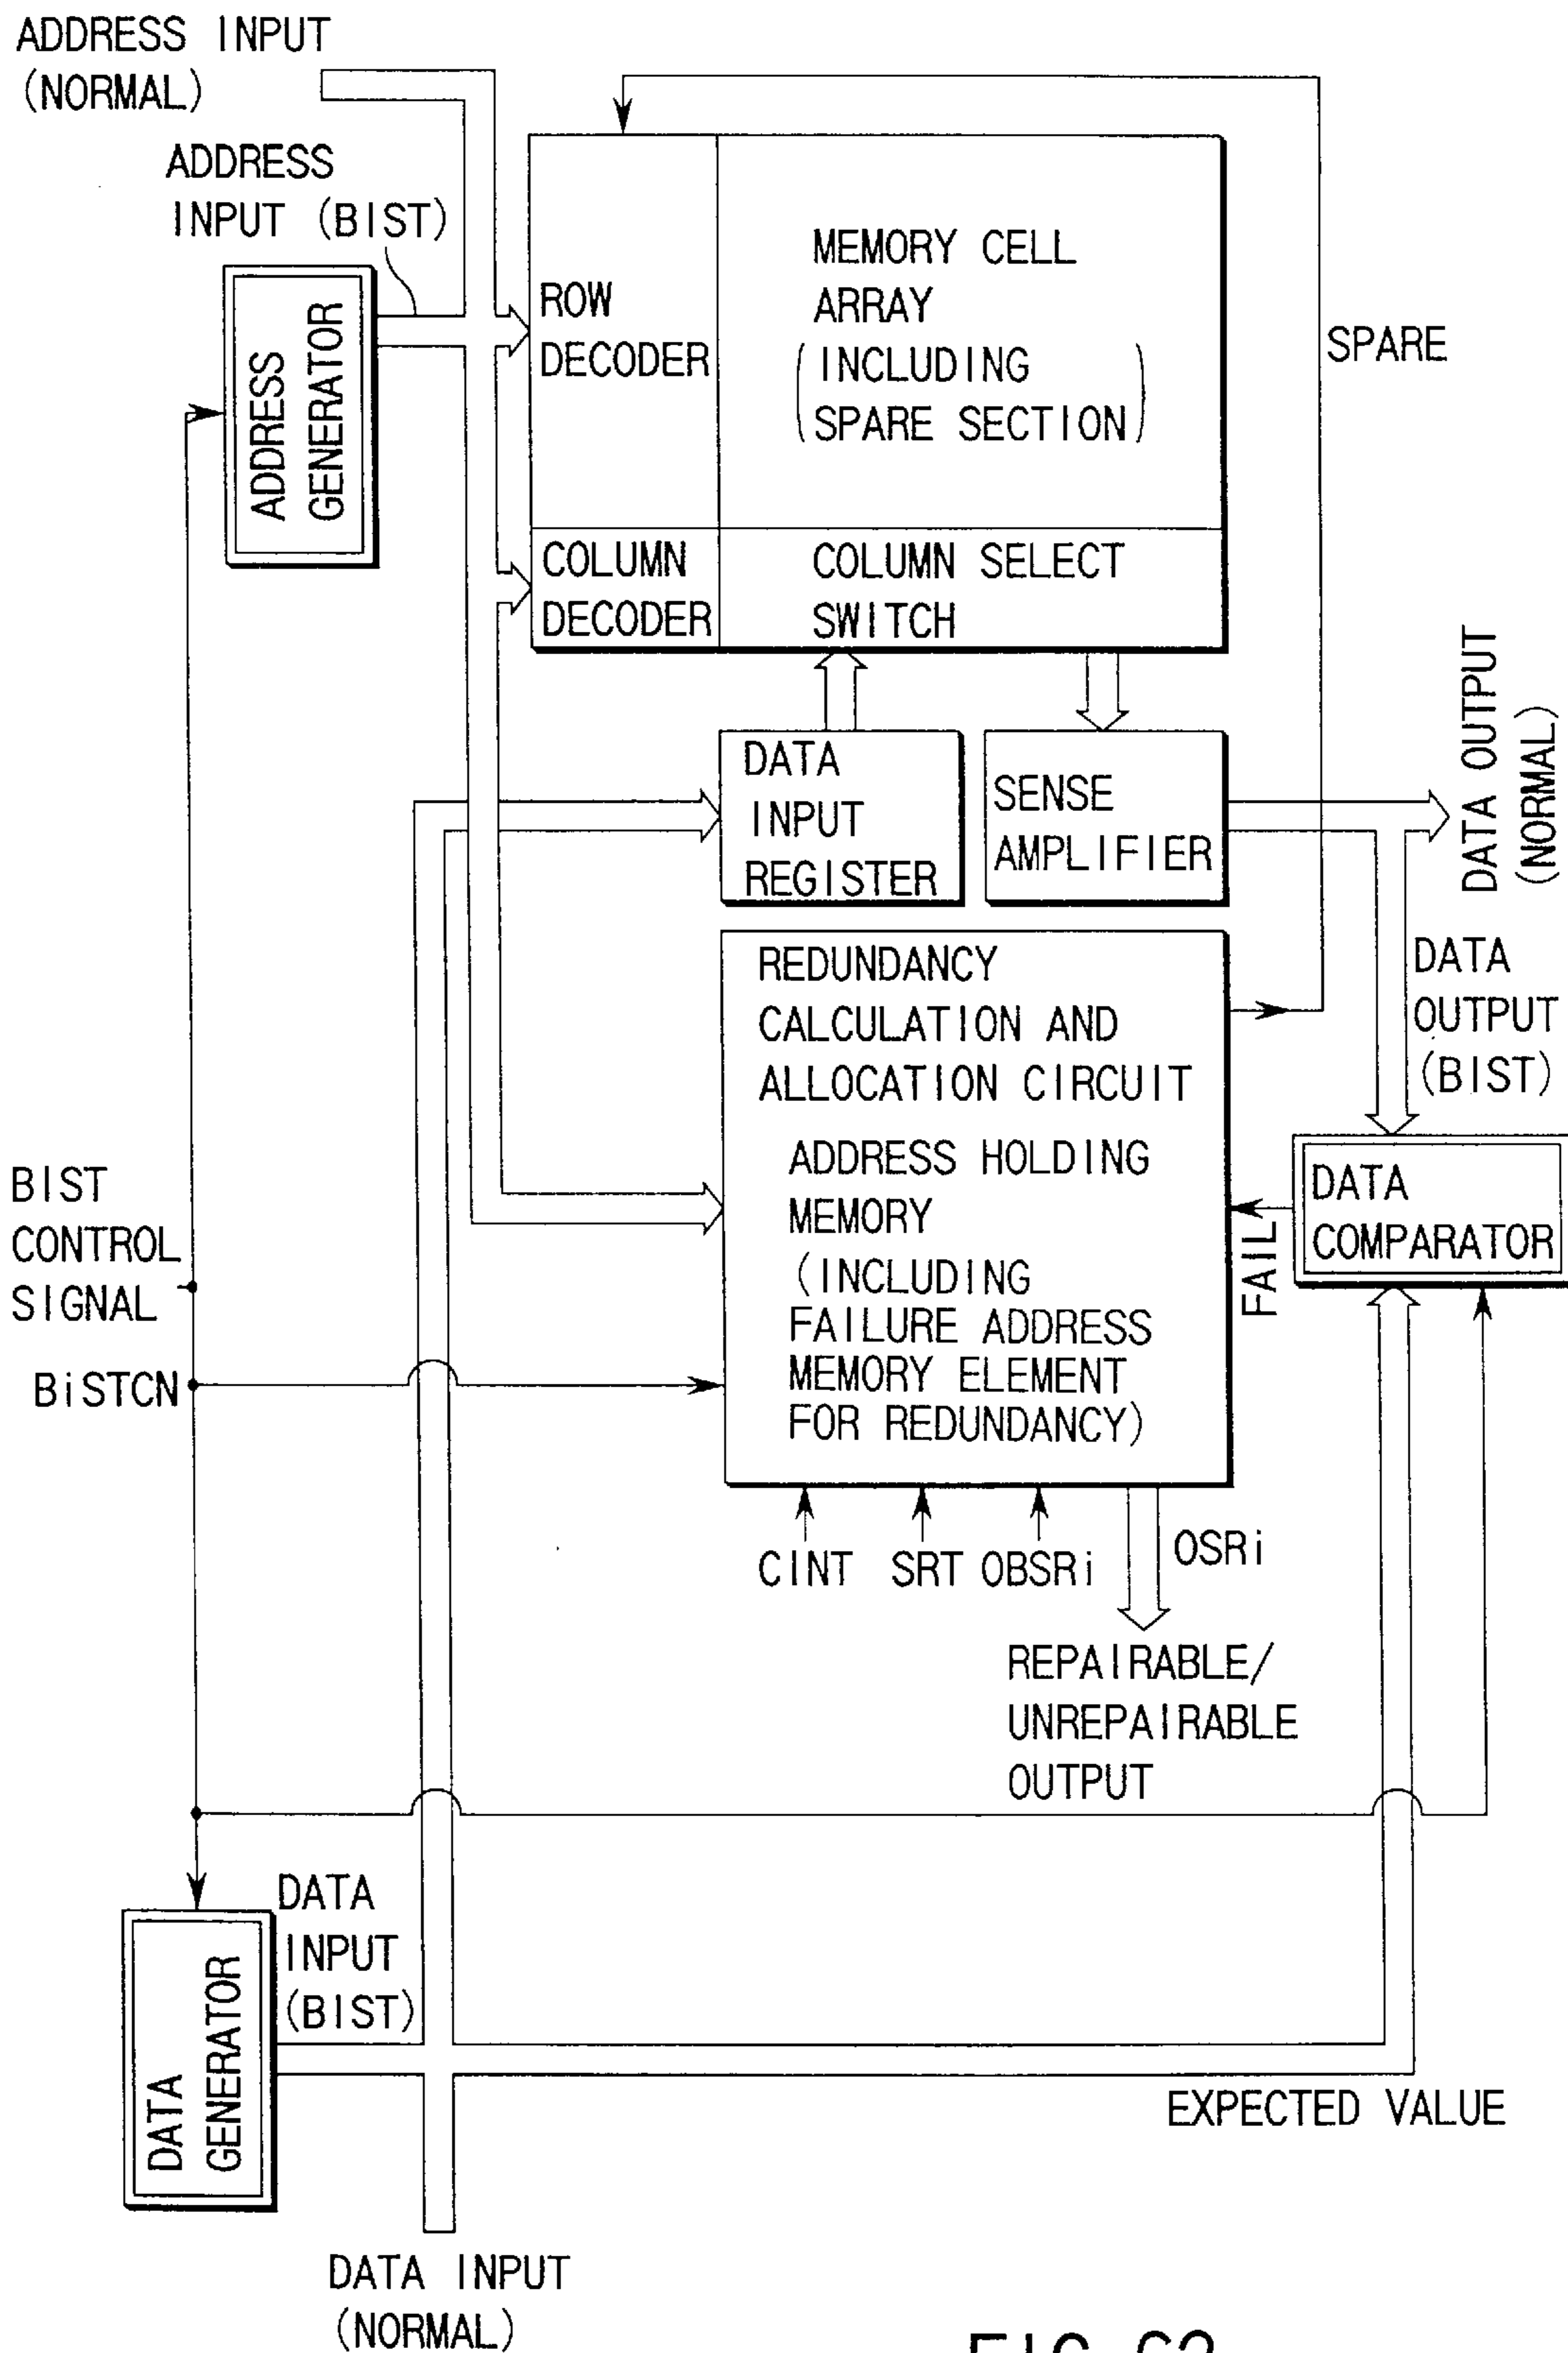 ADDRESS INPUT
(NORMAL)
ADDRESS
INPUT (BIST)
ADDRESS
GENERATOR
ROW
DECODER
MEMORY CELL
ARRAY
(INCLUDING
SPARE SECTION)
SPARE
COLUMN
DECODER
COLUMN SELECT
SWITCH
DATA
INPUT
REGISTER
SENSE
AMPLIFIER
DATA OUTPUT
(NORMAL)
DATA
OUTPUT
(BIST)
REDUNDANCY
CALCULATION AND
ALLOCATION CIRCUIT
ADDRESS HOLDING
MEMORY
(INCLUDING
FAILURE ADDRESS
MEMORY ELEMENT
FOR REDUNDANCY)
DATA
COMPARATOR
FAIL
BIST
CONTROL
SIGNAL
BiSTCN
CINT
SRT
OBSRi
OSRi
REPAIRABLE/
UNREPAIRABLE
OUTPUT
DATA
INPUT
(BIST)
DATA
GENERATOR
EXPECTED VALUE
DATA INPUT
(NORMAL)